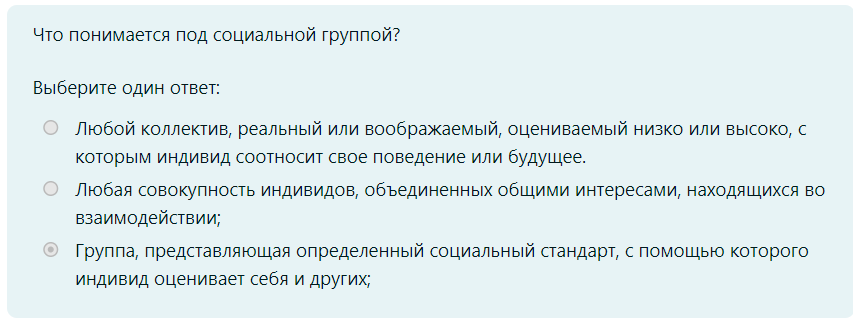 Что понимается под социальной группой?
Выберите один ответ:
Любой коллектив, реальный или воображаемый, оцениваемый низко или высоко, с
которым индивид соотносит свое поведение или будущее.
Любая совокупность индивидов, объединенных общими интересами, находящихся во
взаимодействии;
Группа, представляющая определенный социальный стандарт, с помощью которого
индивид оценивает себя и других;